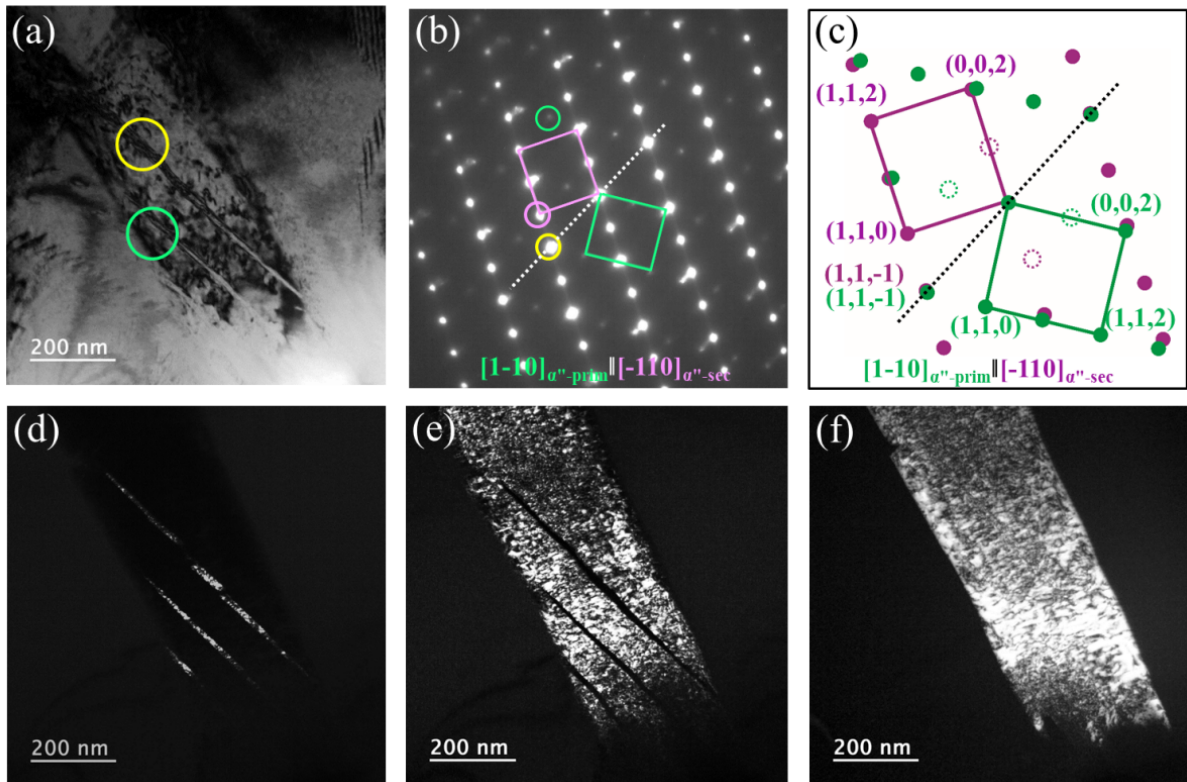 (a)
200 nm
(b)
[1-10]α"-prim‖[-110]α"-sec
(c)
(0,0,2)
(1,1,2)
(0,0,2)
(1,1,0)
(1,1,-1)
(1,1,-1)
(1,1,0)
(1,1,2)
[1-10]α"-prim‖[-110]α"-sec
(d)
200 nm
(e)
200 nm
(f)
200 nm